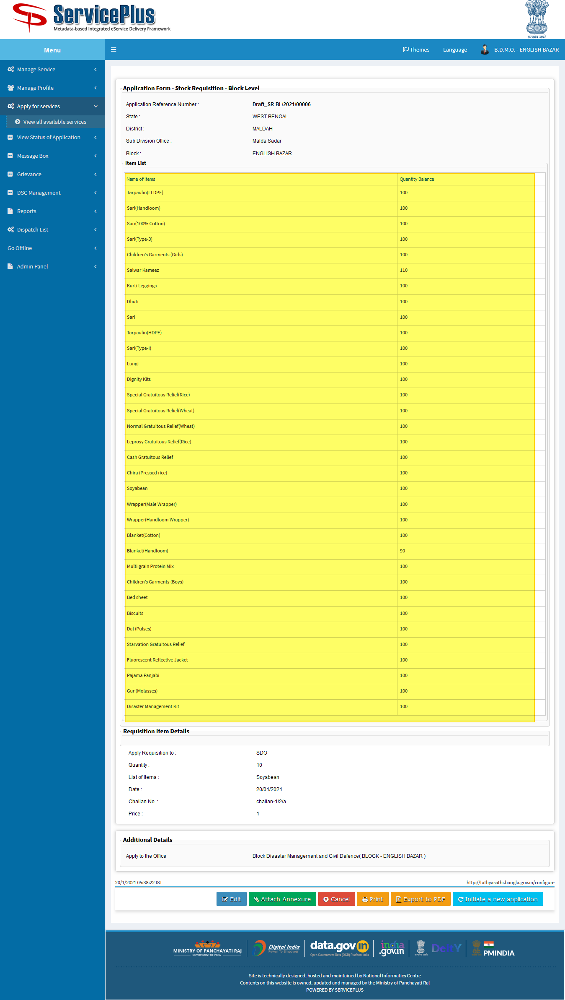 ServicePlus
Metadata-based Integrated eService Delivery Framework
सत्यमेव जयते
Menu
Themes Language B.D.M.O. - ENGLISH BAZAR
Manage Service
Manage Profile
Apply for services
View all available services
View Status of Application
Message Box
Grievance
DSC Management
Reports
Dispatch List
Go Offline
Admin Panel
Application Form - Stock Requisition - Block Level
Application Reference Number : Draft_SR-BL/2021/00006
State : WEST BENGAL
District : MALDAH
Sub Division Office : Malda Sadar
Block : ENGLISH BAZAR
Item List
Name of items Quantity Balance
Tarpaulin(LLDPE) 100
Sari(Handloom) 100
Sari(100% Cotton) 100
Sari(Type-3) 100
Children's Garments (Girls) 100
Salwar Kameez 110
Kurti Leggings 100
Dhuti 100
Sari 100
Tarpaulin(HDPE) 100
Sari(Type-I) 100
Lungi 100
Dignity Kits 100
Special Gratuitous Relief(Rice) 100
Special Gratuitous Relief(Wheat) 100
Normal Gratuitous Relief(Wheat) 100
Leprosy Gratuitous Relief(Rice) 100
Cash Gratuitous Relief 100
Chira (Pressed rice) 100
Soyabean 100
Wrapper(Male Wrapper) 100
Wrapper(Handloom Wrapper) 100
Blanket(Cotton) 100
Blanket(Handloom) 90
Multi grain Protein Mix 100
Children's Garments (Boys) 100
Bed sheet 100
Biscuits 100
Dal (Pulses) 100
Starvation Gratuitous Relief 100
Fluorescent Reflective Jacket 100
Pajama Panjabi 100
Gur (Molasses) 100
Disaster Management Kit 100
Requisition Item Details
Apply Requisition to : SDO
Quantity : 10
List of Items : Soyabean
Date : 20/01/2021
Challan No. : challan-1/2/a
Price : 1
Additional Details
Apply to the Office Block Disaster Management and Civil Defence( BLOCK - ENGLISH BAZAR )
20/1/2021 05:38:22 IST http://tathyasathi.bangla.gov.in/configure
Edit Attach Annexure Cancel Print Export to PDF Initiate a new application
MINISTRY OF PANCHAYATI RAJ
GOVERNMENT OF INDIA
Digital India
Power To Empower
data.gov in
Open Government Data (OGD) Platform India
india
.gov.in
सत्यमेव जयते
DeitY
PMINDIA
Site is technically designed, hosted and maintained by National Informatics Centre
Contents on this website is owned, updated and managed by the Ministry of Panchayati Raj
POWERED BY SERVICEPLUS